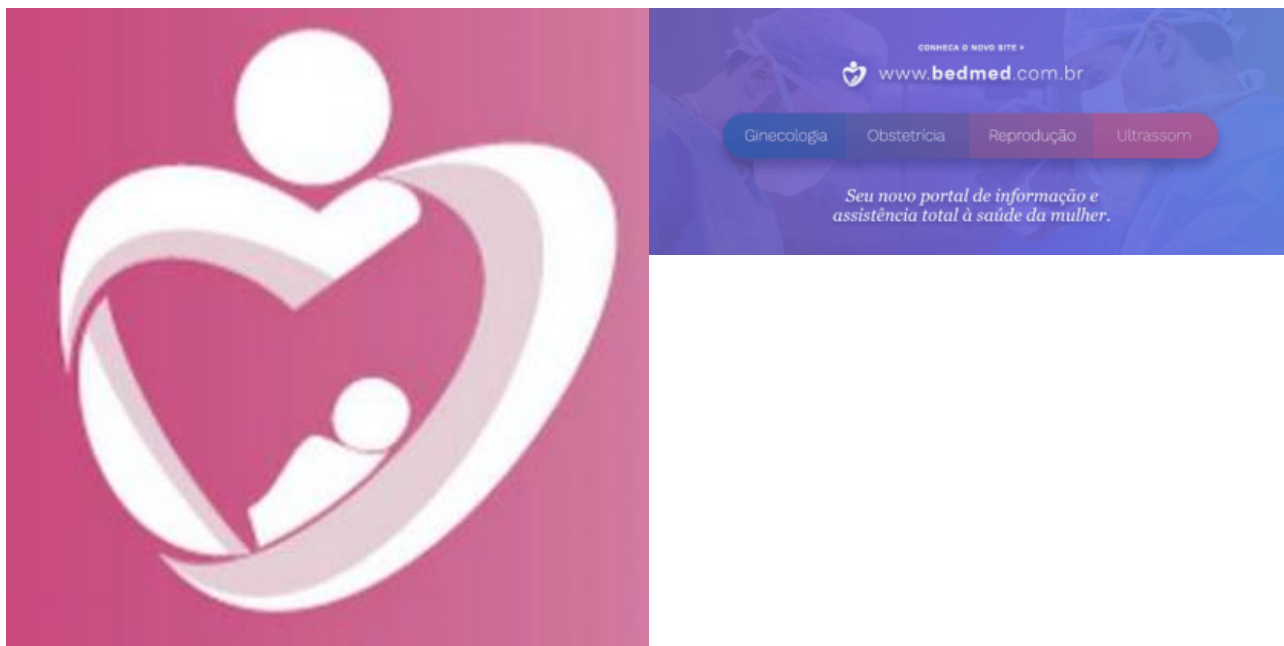 CONHEÇA O NOVO SITE >
www.bedmed.com.br
Ginecologia Obstetrícia Reprodução Ultrassom
Seu novo portal de informação e
assistência total à saúde da mulher.